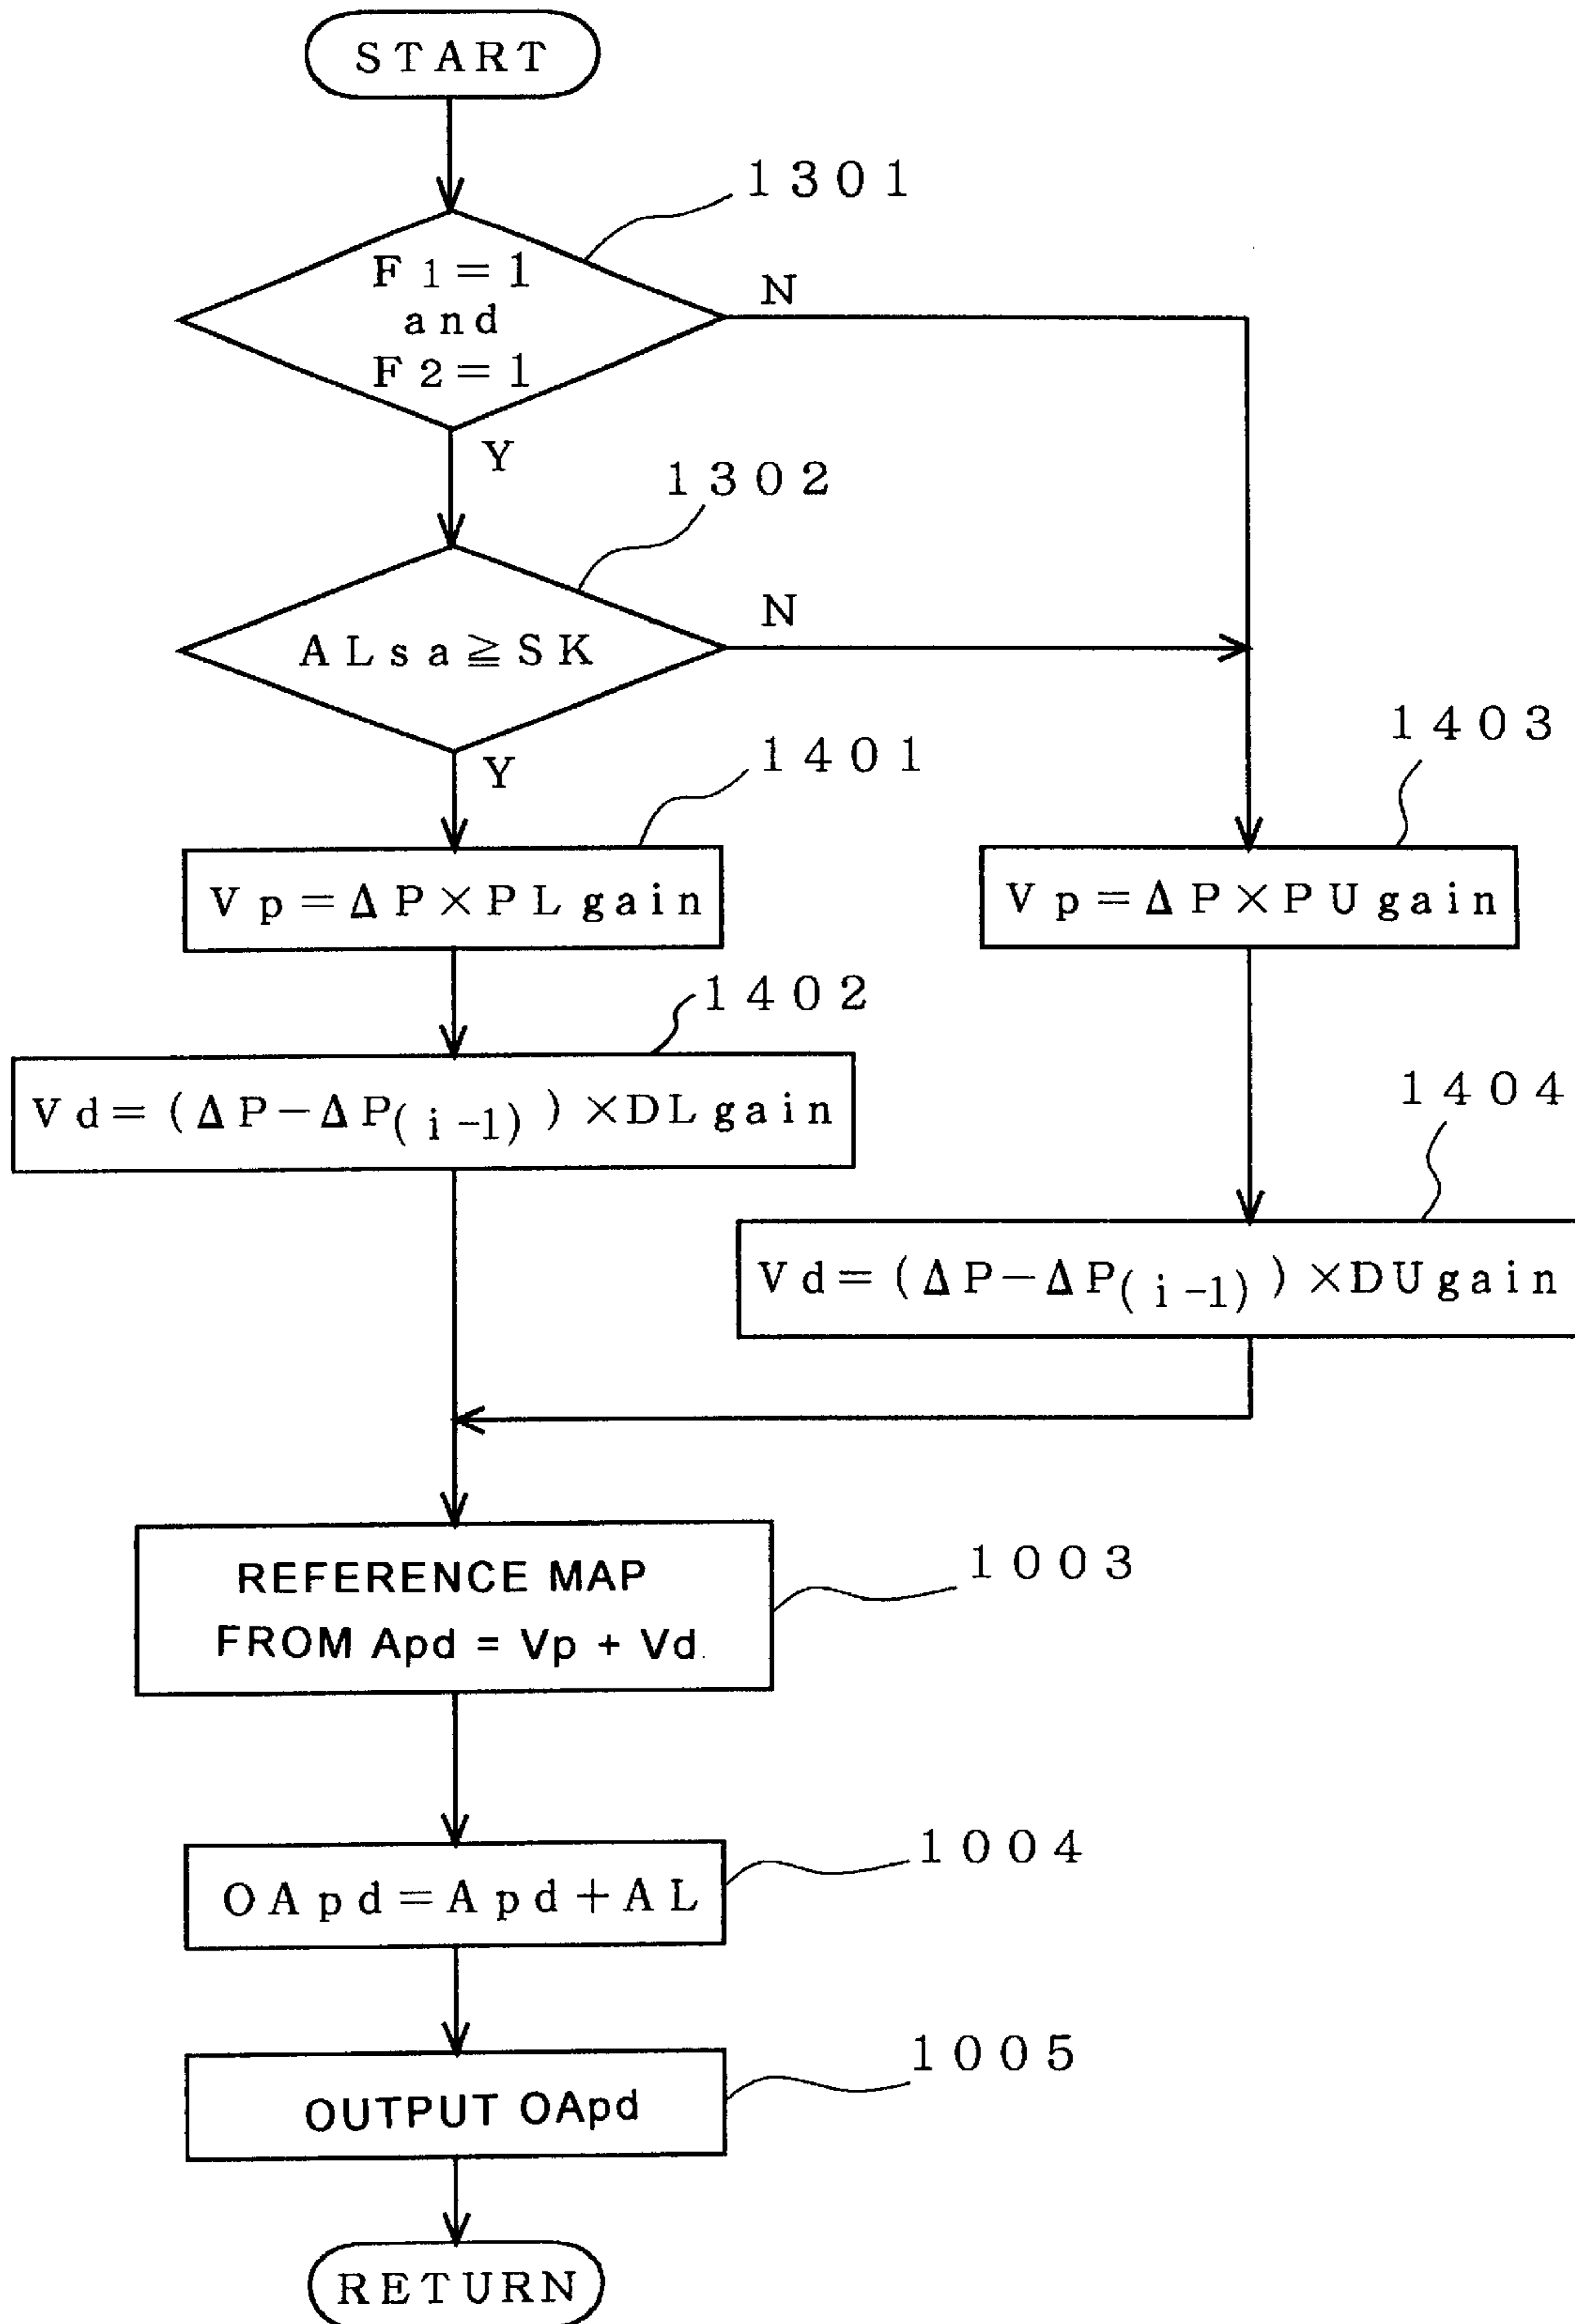 START
1301
F1=1
and
F2=1
N
Y
1302
ALsa≧SK
N
Y
1401
1403
Vp=ΔP×PLgain
Vp=ΔP×PUgain
1402
Vd=(ΔP-ΔP(i-1))×DLgain
1404
Vd=(ΔP-ΔP(i-1))×DUgain
1003
REFERENCE MAP
FROM Apd = Vp + Vd
1004
OApd=Apd+AL
1005
OUTPUT OApd
RETURN